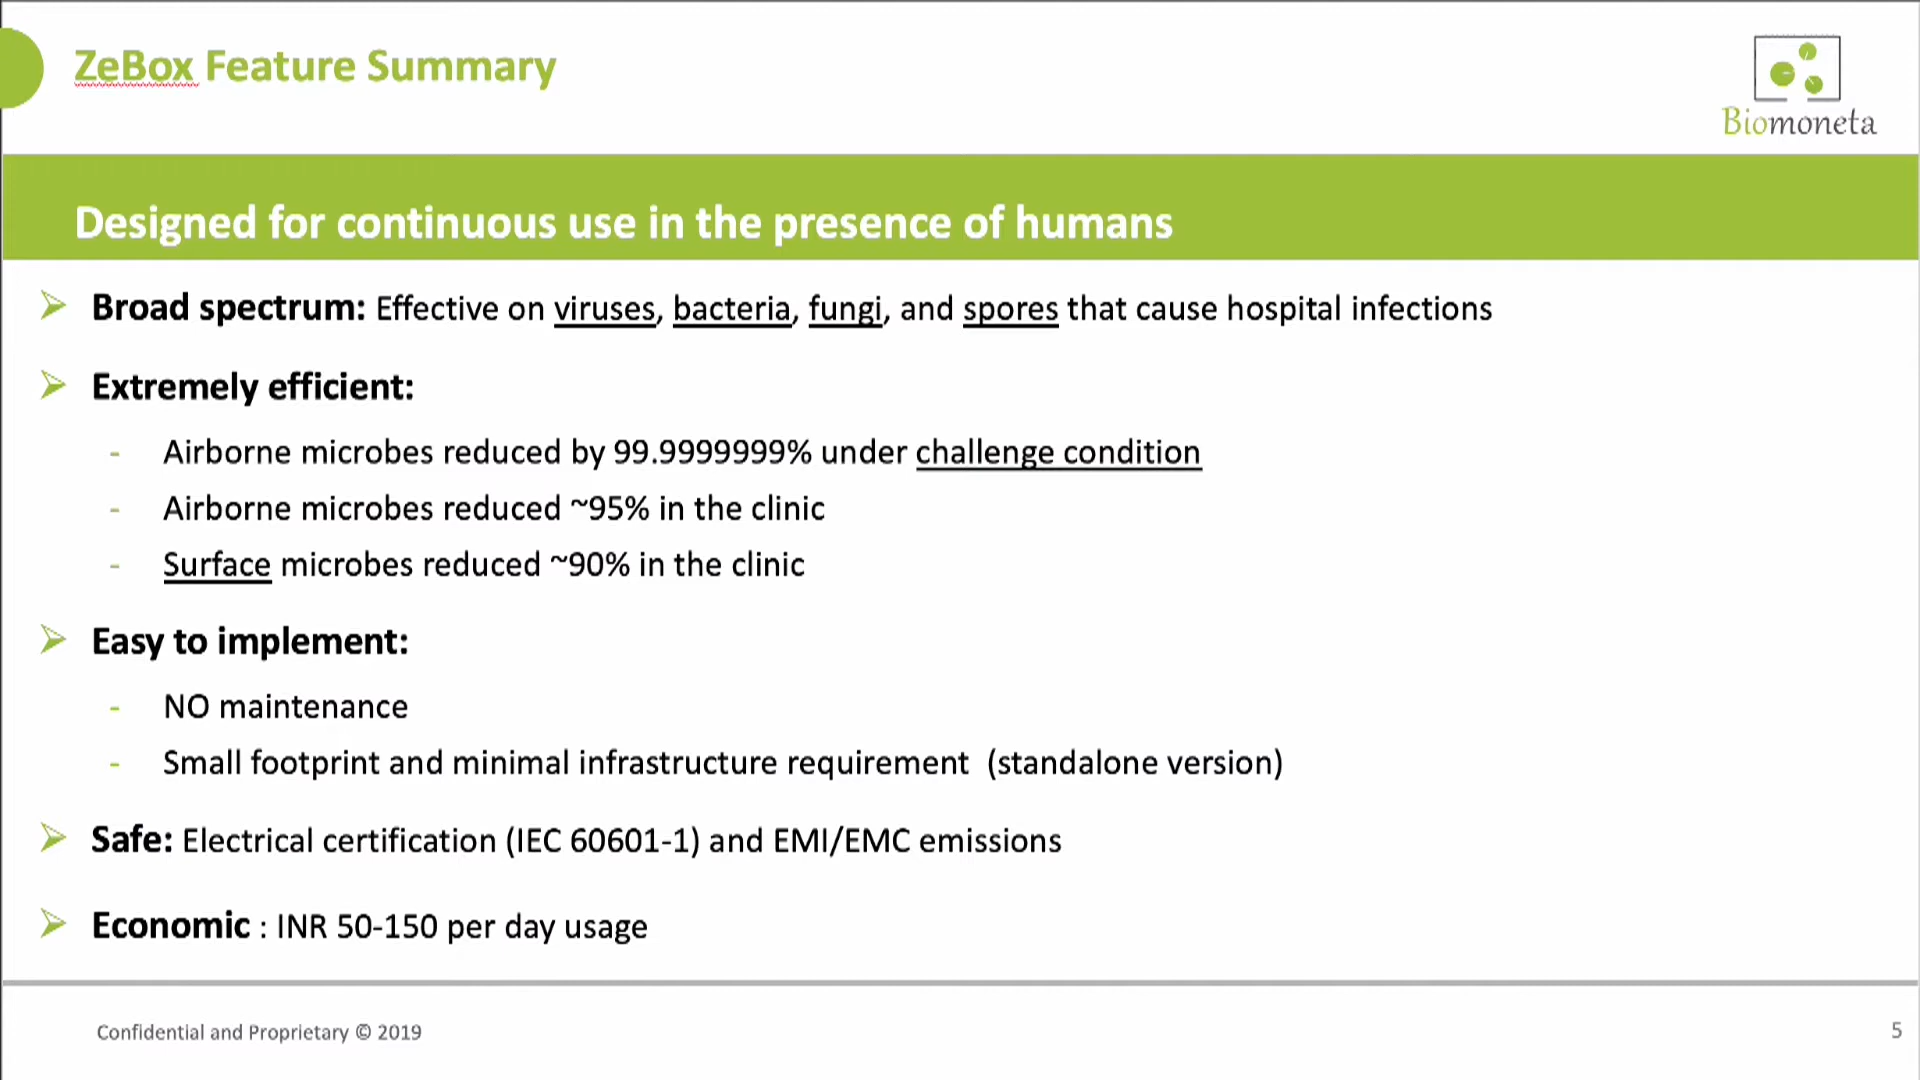 ZeBox Feature Summary
Biomoneta
Designed for continuous use in the presence of humans
Broad spectrum: Effective on viruses, bacteria, fungi, and spores that cause hospital infections
Extremely efficient:
- Airborne microbes reduced by 99.9999999% under challenge condition
- Airborne microbes reduced ~95% in the clinic
- Surface microbes reduced ~90% in the clinic
Easy to implement:
- NO maintenance
- Small footprint and minimal infrastructure requirement (standalone version)
Safe: Electrical certification (IEC 60601-1) and EMI/EMC emissions
Economic : INR 50-150 per day usage
Confidential and Proprietary © 2019
5